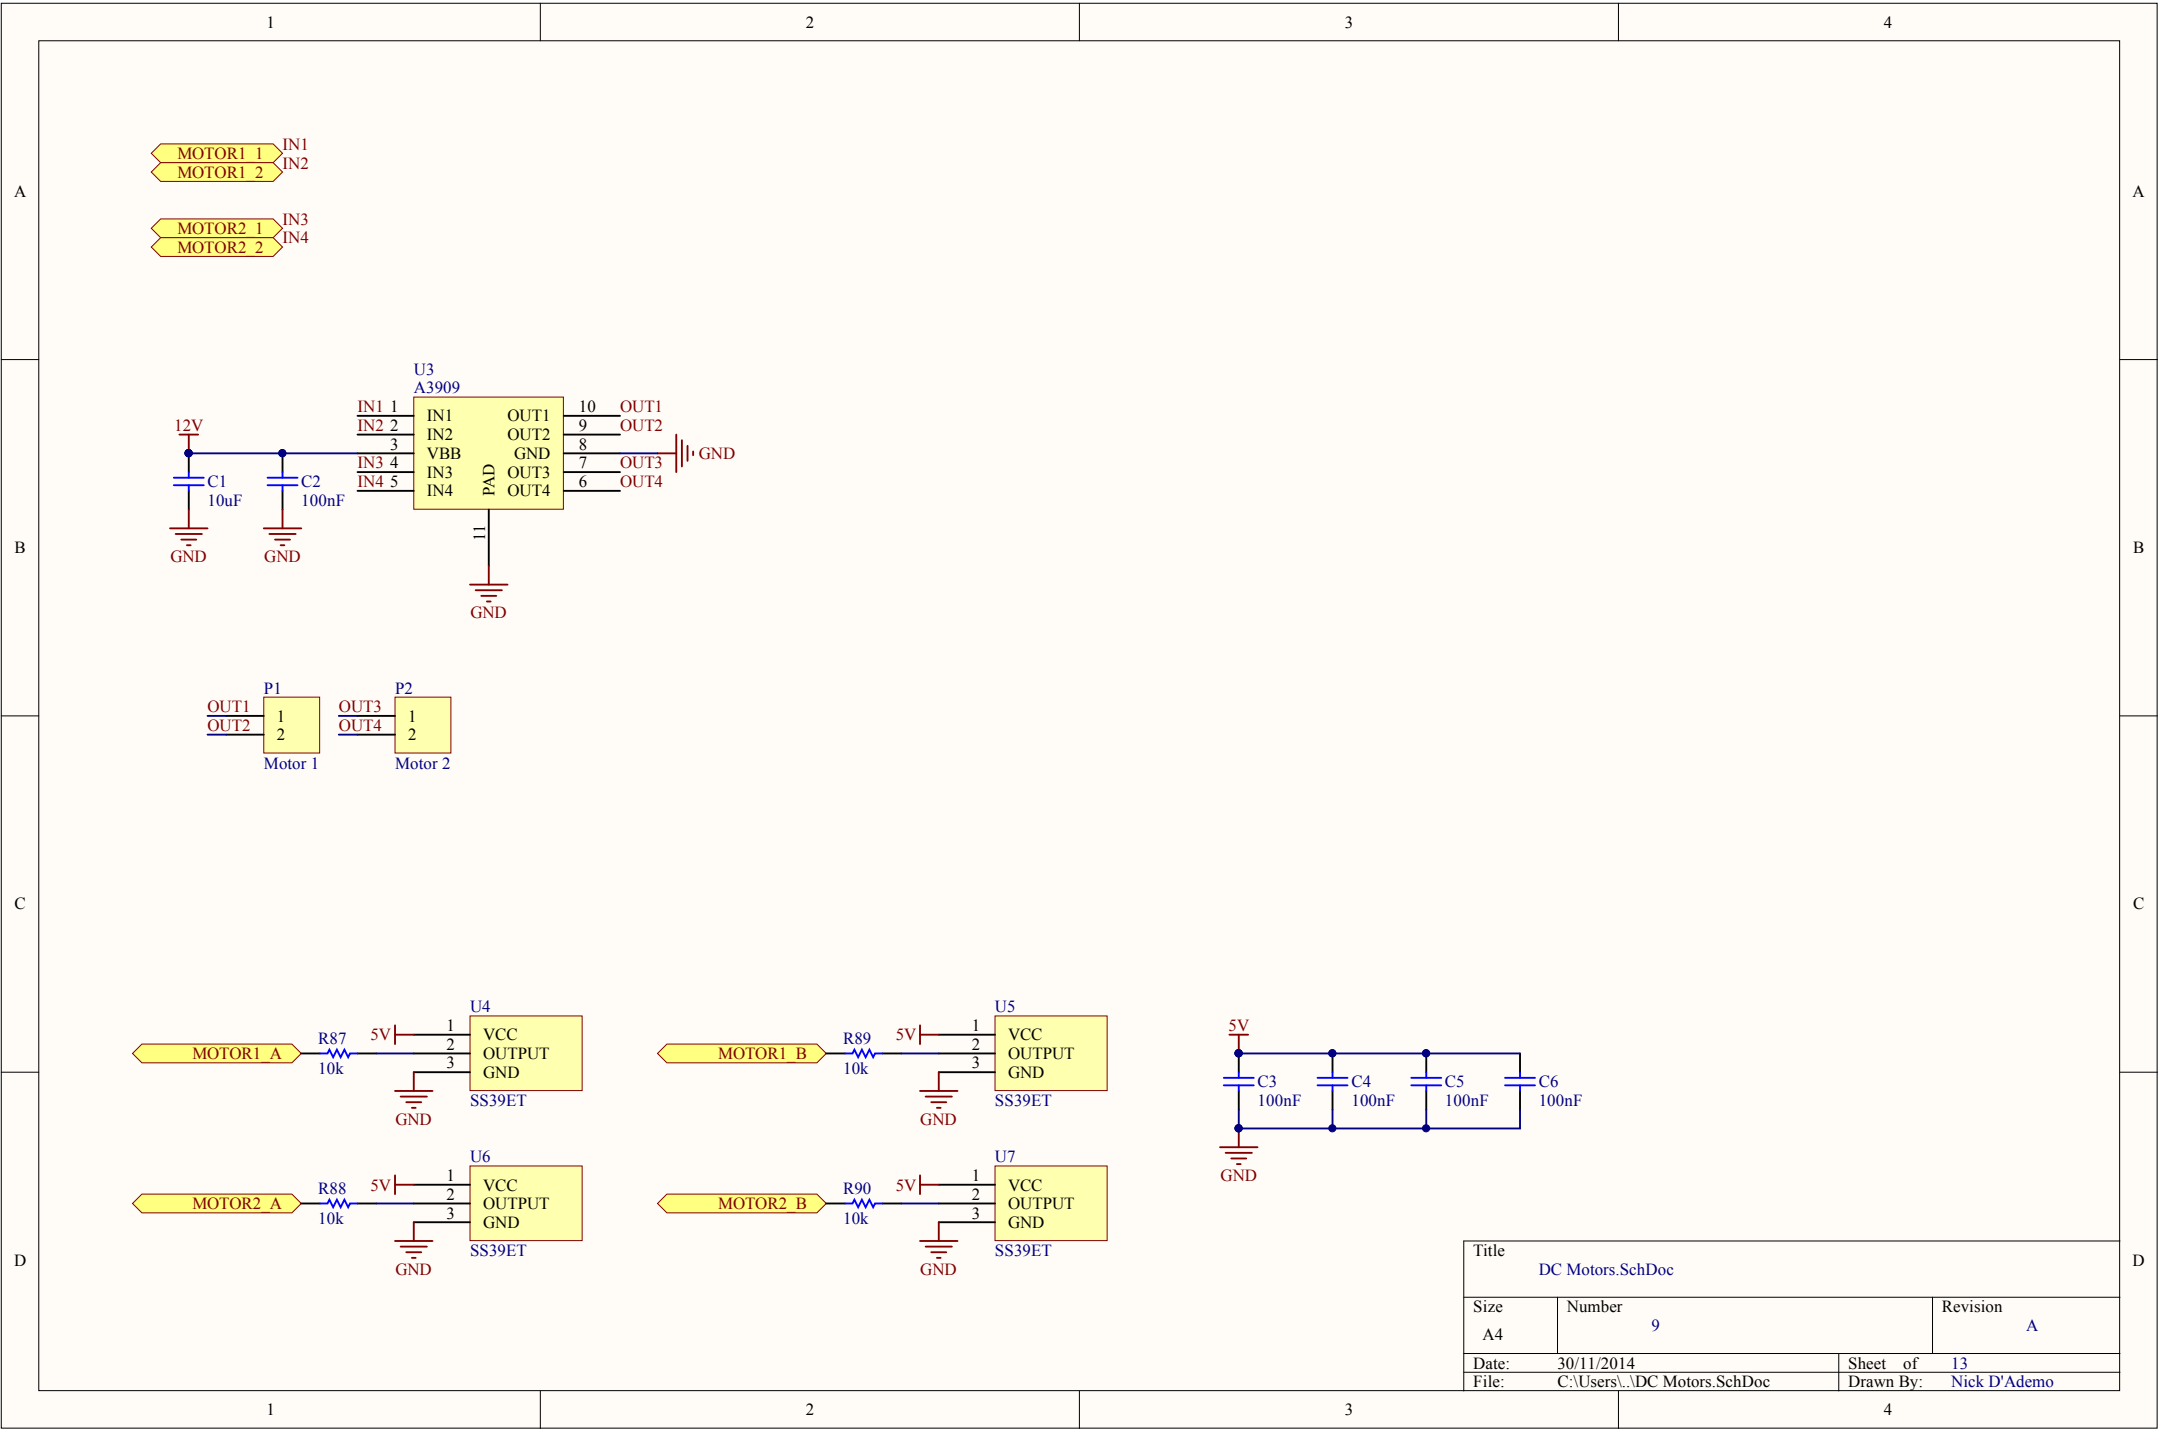 1 2 3 4
A A
MOTOR1_1 IN1
MOTOR1_2 IN2
MOTOR2_1 IN3
MOTOR2_2 IN4
B B
U3
A3909
IN1 1 IN1 OUT1 10 OUT1
IN2 2 IN2 OUT2 9 OUT2
12V 3 VBB GND 8 GND
IN3 4 IN3 OUT3 7 OUT3
IN4 5 IN4 OUT4 6 OUT4
PAD
11
GND
C1
10uF
GND
C2
100nF
GND
P1
OUT1 1
OUT2 2
Motor 1
P2
OUT3 1
OUT4 2
Motor 2
C C
U4
5V 1 VCC
MOTOR1_A R87 2 OUTPUT
10k 3 GND
GND SS39ET
U5
5V 1 VCC
MOTOR1_B R89 2 OUTPUT
10k 3 GND
GND SS39ET
5V
C3 C4 C5 C6
100nF 100nF 100nF 100nF
GND
U6
5V 1 VCC
MOTOR2_A R88 2 OUTPUT
10k 3 GND
GND SS39ET
U7
5V 1 VCC
MOTOR2_B R90 2 OUTPUT
10k 3 GND
GND SS39ET
D D
Title
DC Motors.SchDoc
Size Number Revision
A4 9 A
Date: 30/11/2014 Sheet of 13
File: C:\Users\..\DC Motors.SchDoc Drawn By: Nick D'Ademo
1 2 3 4